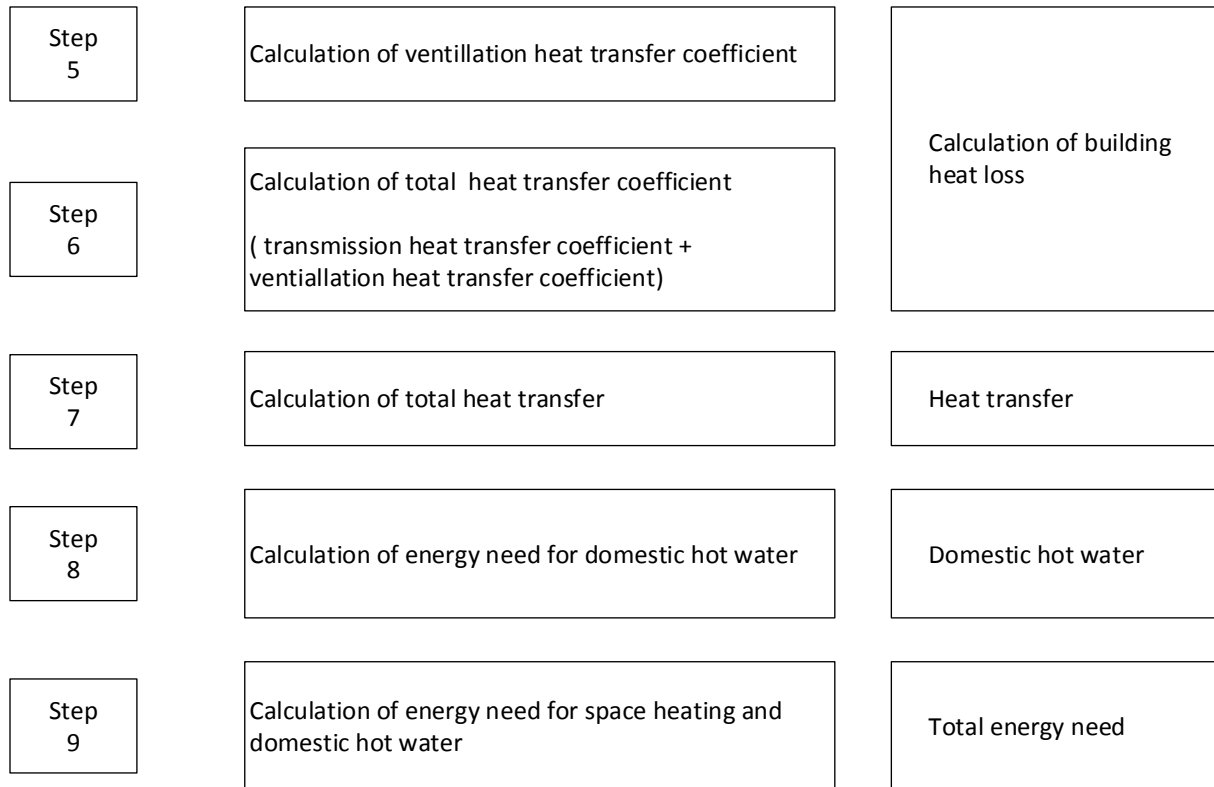 Step
5
Calculation of ventillation heat transfer coefficient
Calculation of building
heat loss
Step
6
Calculation of total  heat transfer coefficient
( transmission heat transfer coefficient +
ventiallation heat transfer coefficient)
Step
7
Calculation of total heat transfer
Heat transfer
Step
8
Calculation of energy need for domestic hot water
Domestic hot water
Step
9
Calculation of energy need for space heating and
domestic hot water
Total energy need